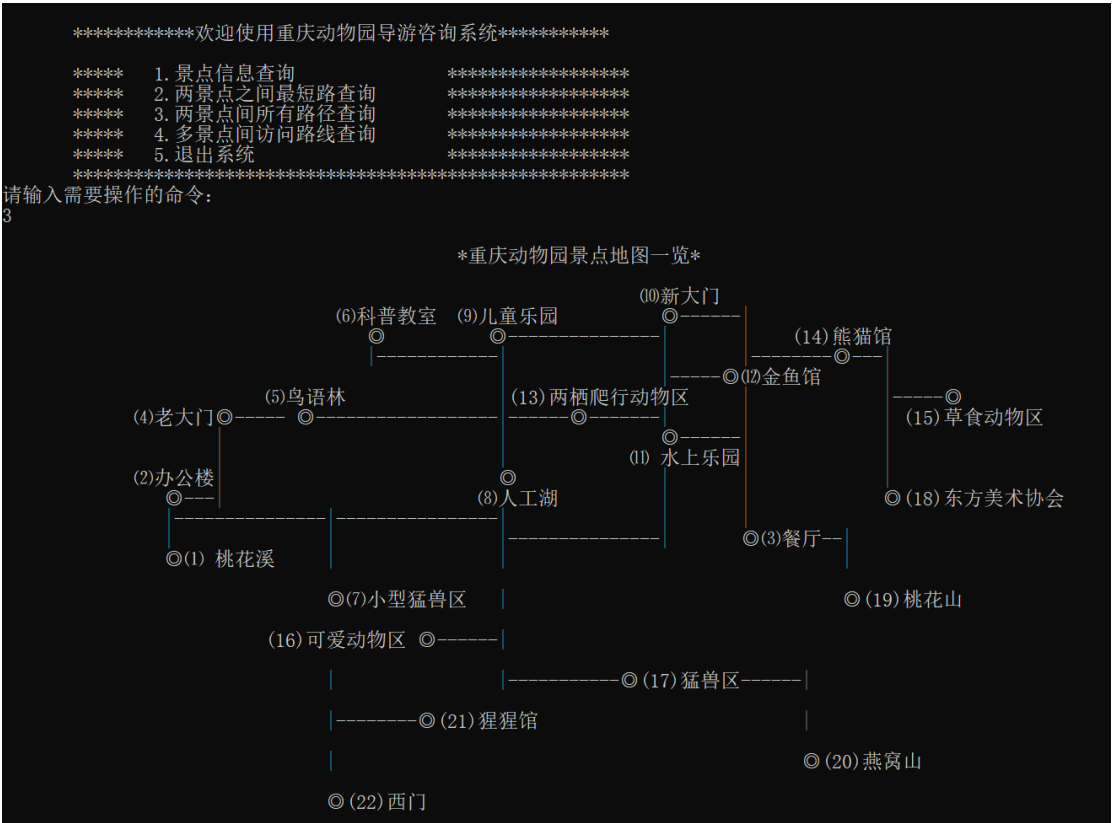 ************欢迎使用重庆动物园导游咨询系统***********
***** 1.景点信息查询 ******************
***** 2.两景点之间最短路查询 ******************
***** 3.两景点间所有路径查询 ******************
***** 4.多景点间访问路线查询 ******************
***** 5.退出系统 ******************
*******************************************************
请输入需要操作的命令:
3
*重庆动物园景点地图一览*
⑽新大门
⑹科普教室 ⑼儿童乐园
◎ ◎--------------- ◎------
(14)熊猫馆
|------------ --------◎---
-----◎⑿金鱼馆
⑸鸟语林 (13)两栖爬行动物区 -----◎
⑷老大门◎----- ◎------------------ ------◎------- (15)草食动物区
◎------
⑾ 水上乐园
⑵办公楼 ◎
◎--- ⑻人工湖 ◎(18)东方美术协会
--------------- ----------------
--------------- ◎⑶餐厅--
◎⑴ 桃花溪
◎⑺小型猛兽区 | ◎(19)桃花山
(16)可爱动物区 ◎------|
| |-----------◎(17)猛兽区------|
|--------◎(21)猩猩馆 |
| ◎(20)燕窝山
◎(22)西门